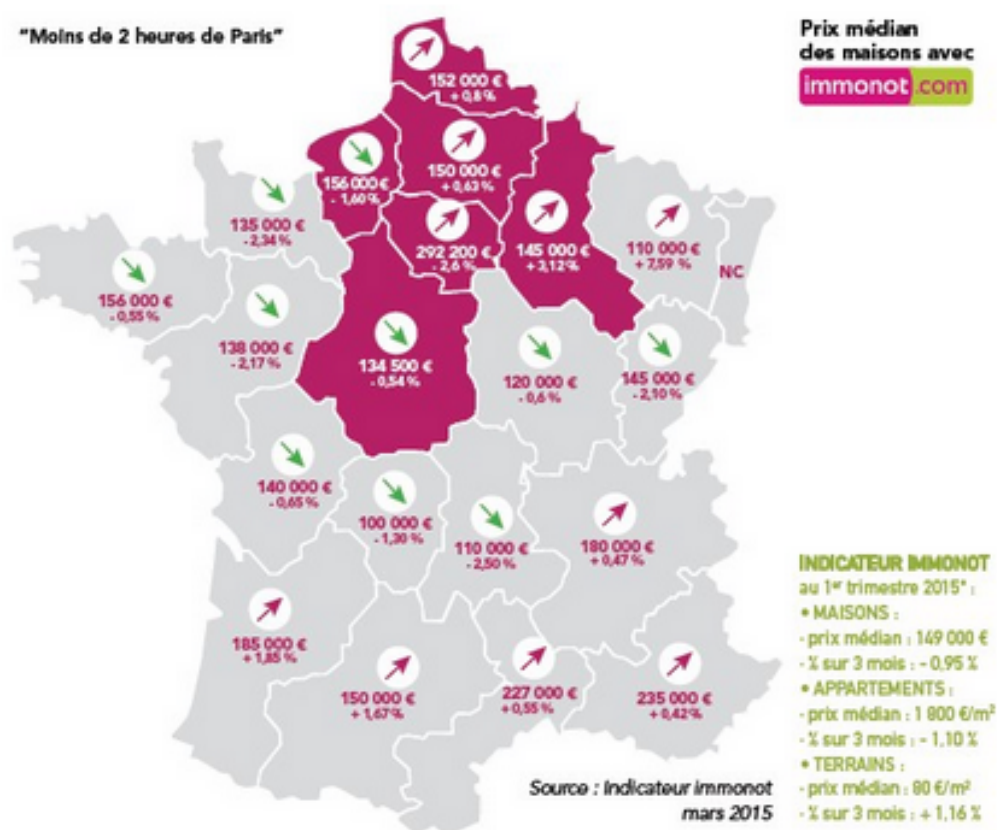 "Moins de 2 heures de Paris"
Prix médian
des maisons avec
immonot.com
152 000 €
+ 0,8 %
150 000 €
+ 0,63 %
156 000 €
- 1,60 %
135 000 €
- 2,34 %
292 200 €
- 2,6 %
145 000 €
+ 3,12 %
110 000 €
+ 7,59 %
NC
156 000 €
- 0,55 %
138 000 €
- 2,17 %
134 500 €
- 0,54 %
120 000 €
- 0,6 %
145 000 €
- 2,10 %
140 000 €
- 0,65 %
100 000 €
- 1,30 %
110 000 €
- 2,50 %
180 000 €
+ 0,47 %
185 000 €
+ 1,85 %
150 000 €
+ 1,67 %
227 000 €
+ 0,55 %
235 000 €
+ 0,42 %
INDICATEUR IMMONOT
au 1er trimestre 2015* :
• MAISONS :
- prix médian : 149 000 €
- % sur 3 mois : - 0,95 %
• APPARTEMENTS :
- prix médian : 1 800 €/m²
- % sur 3 mois : - 1,10 %
• TERRAINS :
- prix médian : 80 €/m²
- % sur 3 mois : + 1,16 %
Source : Indicateur immonot
mars 2015